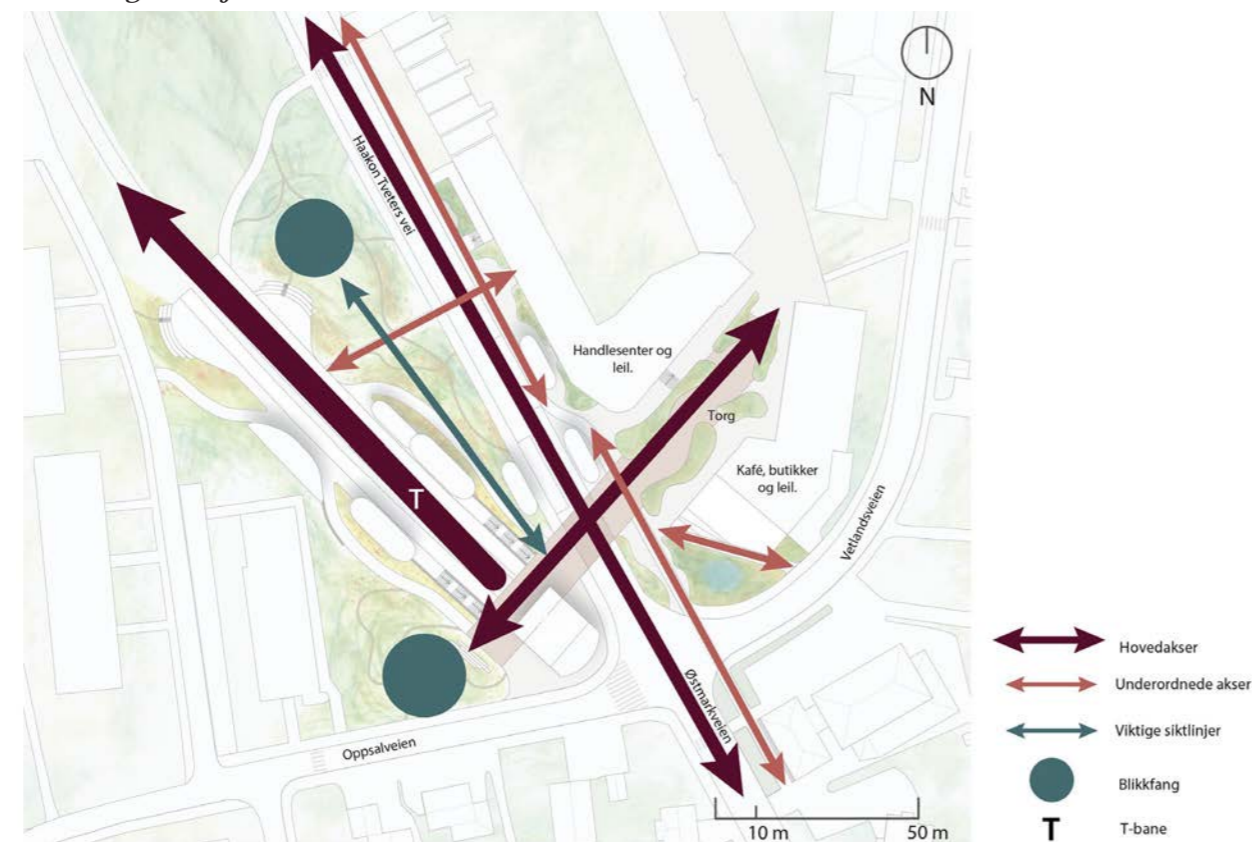 N
Haakon Tveters vei
Handlesenter og
leil.
Torg
Kafé, butikker
og leil.
T
Vetlandsveien
Østmarkveien
Oppsalveien
10 m
50 m
Hovedakser
Underordnede akser
Viktige siktlinjer
Blikkfang
T
T-bane